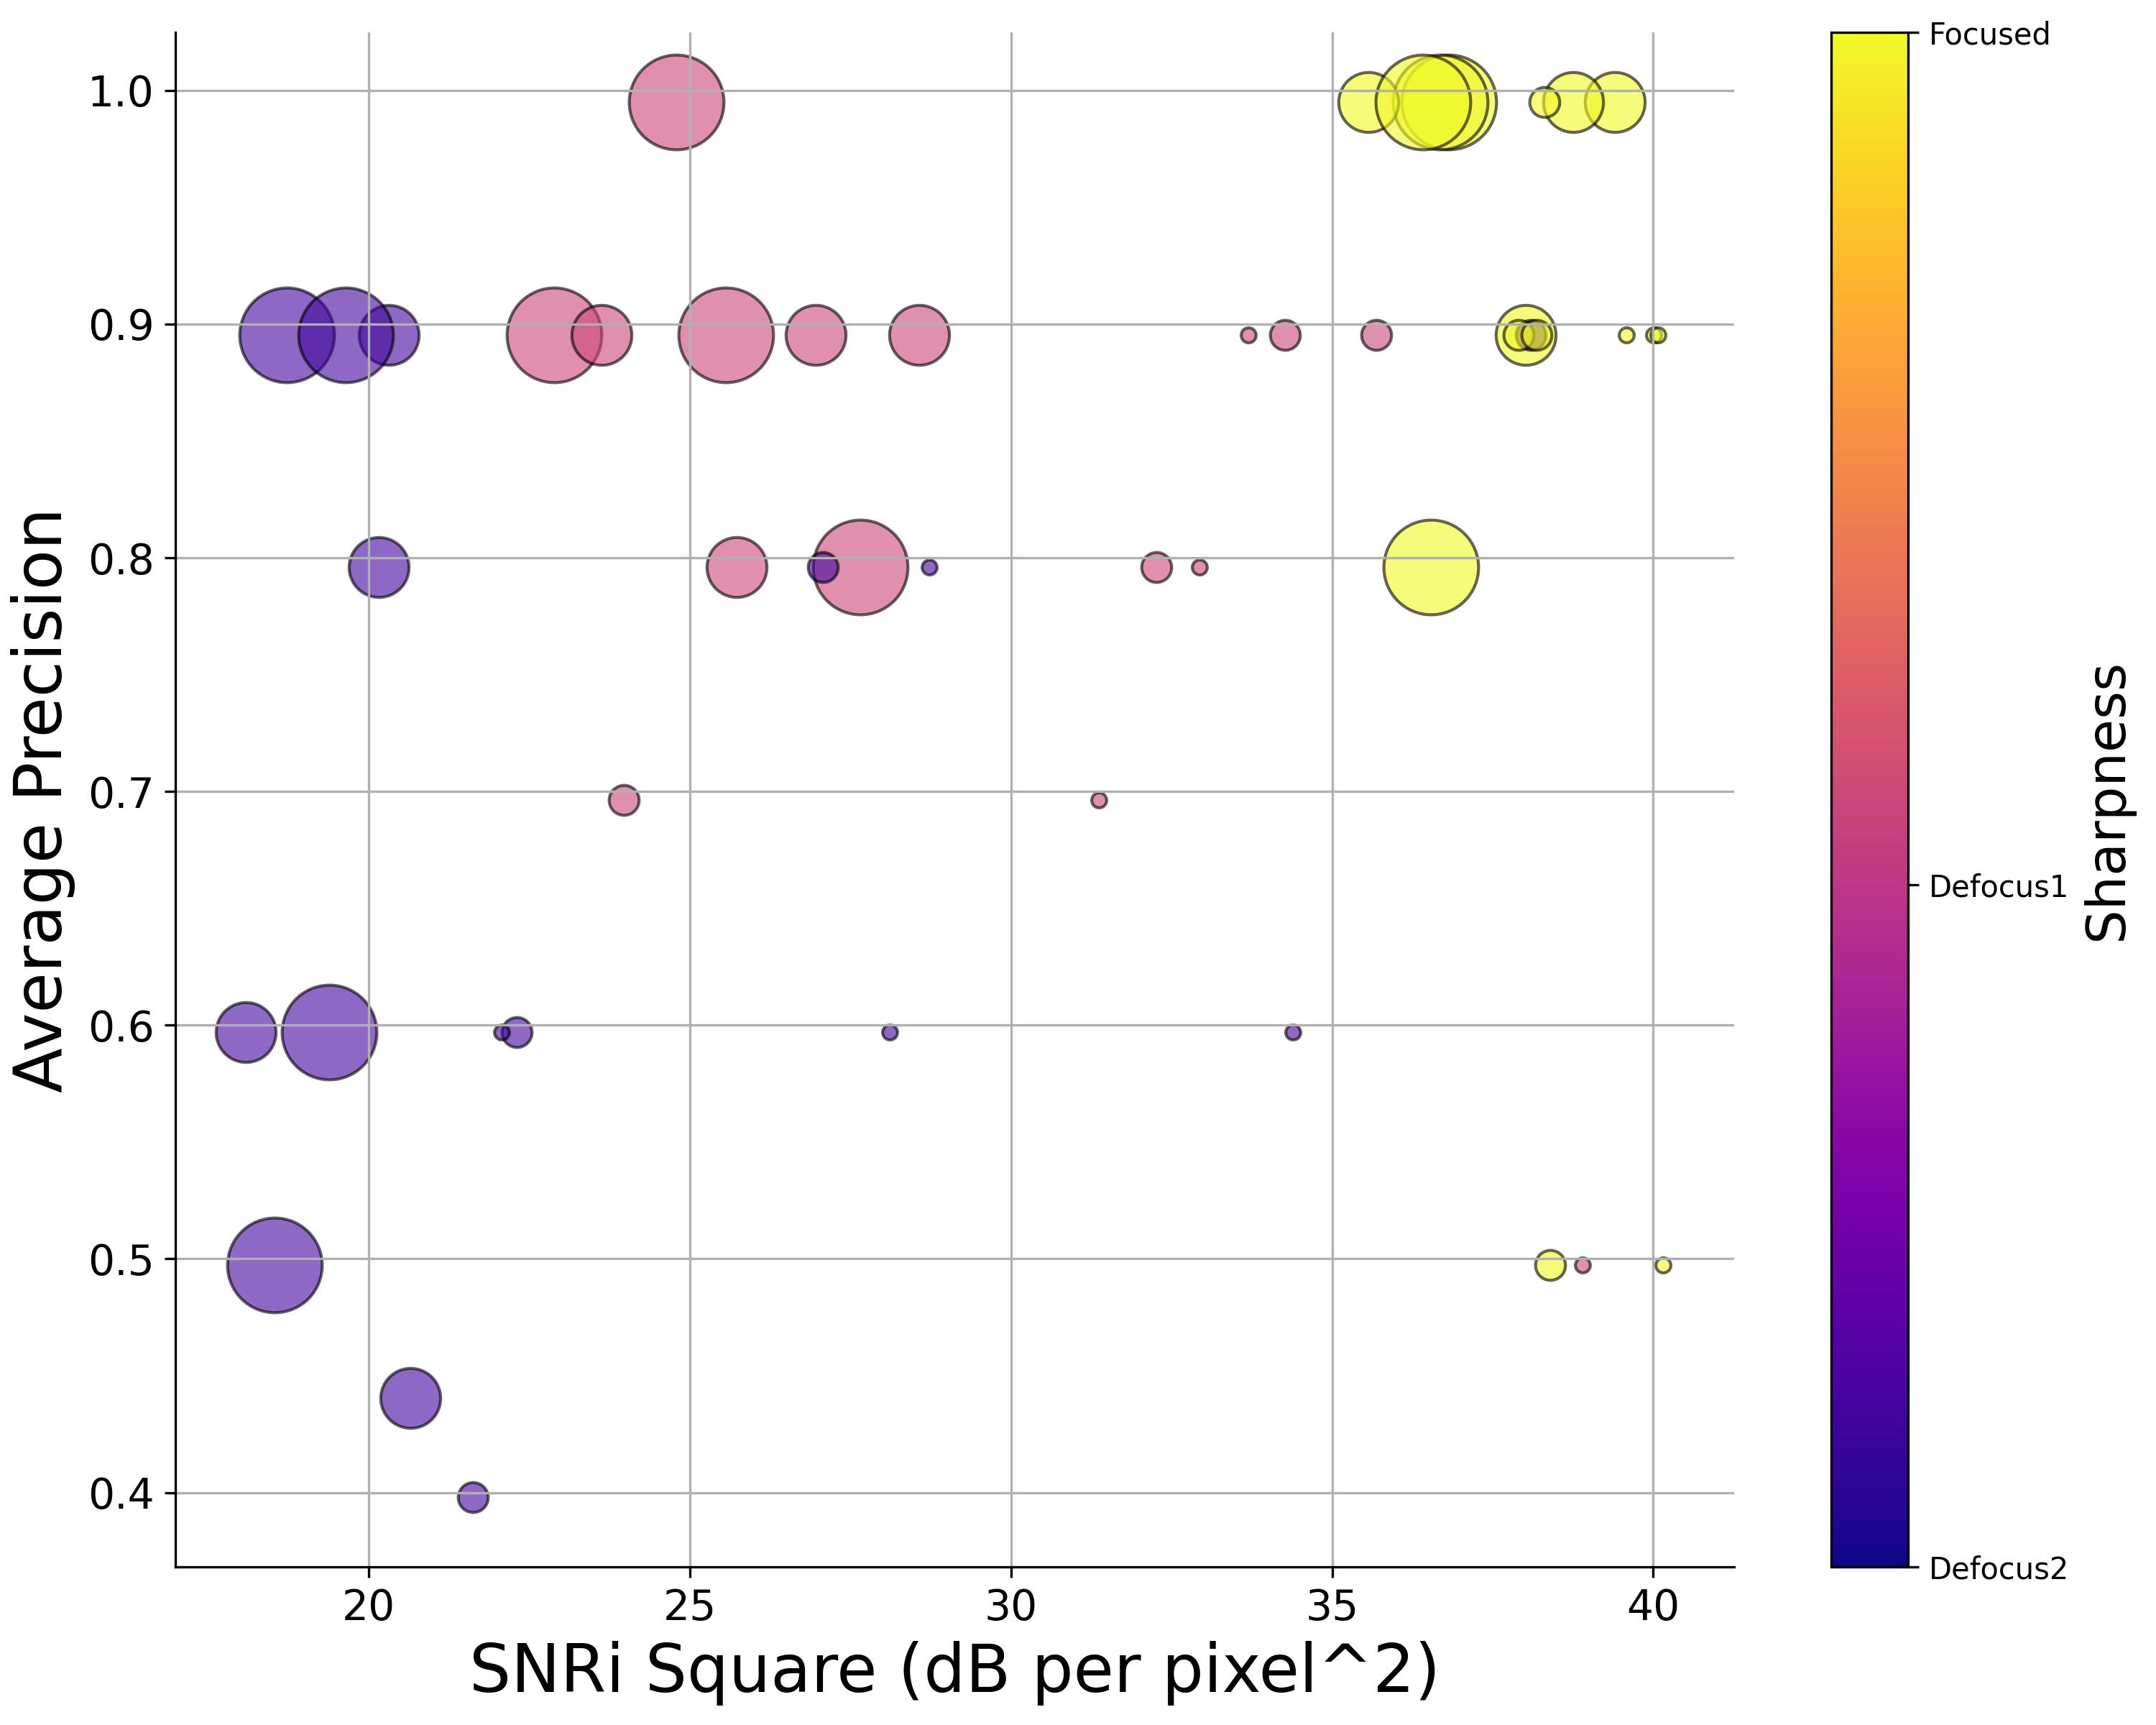 1.0
0.9
0.8
0.7
0.6
0.5
0.4
Average Precision
20 25 30 35 40
SNRi Square (dB per pixel^2)
Focused
Defocus1
Defocus2
Sharpness